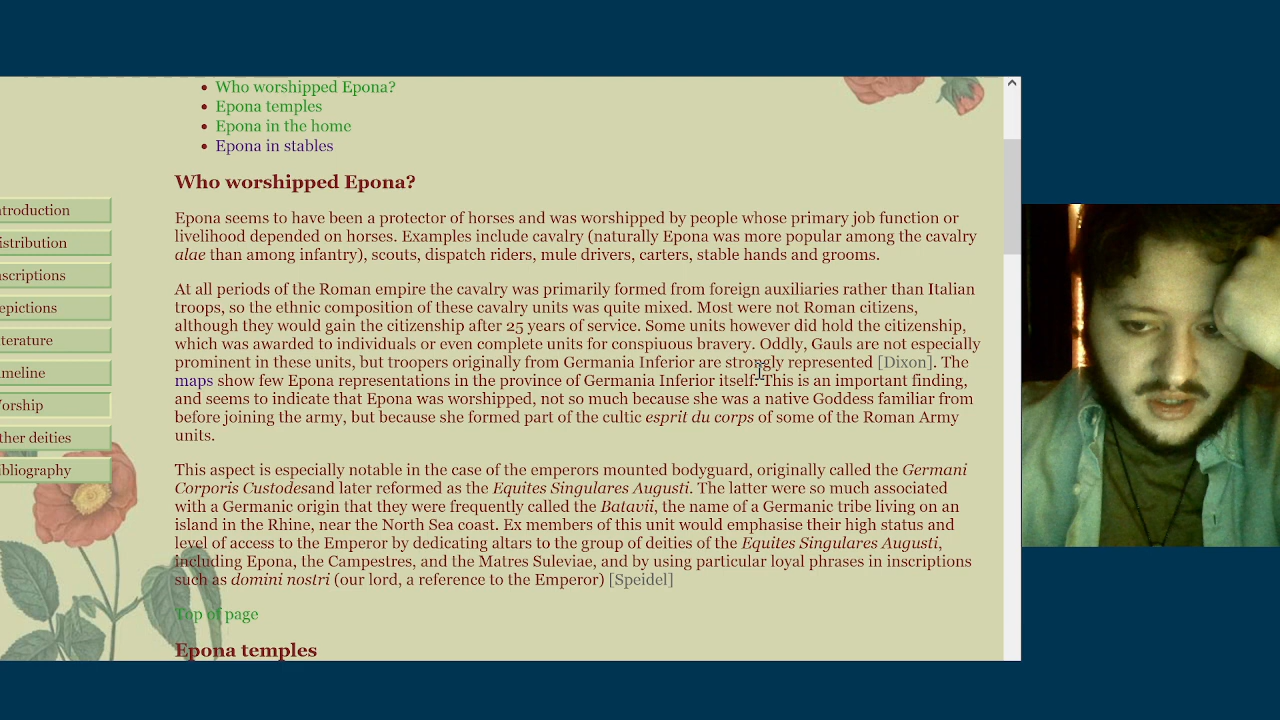 Who worshipped Epona?
Epona temples
Epona in the home
Epona in stables
Who worshipped Epona?
Epona seems to have been a protector of horses and was worshipped by people whose primary job function or
livelihood depended on horses. Examples include cavalry (naturally Epona was more popular among the cavalry
alae than among infantry), scouts, dispatch riders, mule drivers, carters, stable hands and grooms.
At all periods of the Roman empire the cavalry was primarily formed from foreign auxiliaries rather than Italian
troops, so the ethnic composition of these cavalry units was quite mixed. Most were not Roman citizens,
although they would gain the citizenship after 25 years of service. Some units however did hold the citizenship,
which was awarded to individuals or even complete units for conspiuous bravery. Oddly, Gauls are not especially
prominent in these units, but troopers originally from Germania Inferior are strongly represented [Dixon]. The
maps show few Epona representations in the province of Germania Inferior itself. This is an important finding,
and seems to indicate that Epona was worshipped, not so much because she was a native Goddess familiar from
before joining the army, but because she formed part of the cultic esprit du corps of some of the Roman Army
units.
This aspect is especially notable in the case of the emperors mounted bodyguard, originally called the Germani
Corporis Custodesand later reformed as the Equites Singulares Augusti. The latter were so much associated
with a Germanic origin that they were frequently called the Batavii, the name of a Germanic tribe living on an
island in the Rhine, near the North Sea coast. Ex members of this unit would emphasise their high status and
level of access to the Emperor by dedicating altars to the group of deities of the Equites Singulares Augusti,
including Epona, the Campestres, and the Matres Suleviae, and by using particular loyal phrases in inscriptions
such as domini nostri (our lord, a reference to the Emperor) [Speidel]
Top of page
Epona temples
ntroduction
istribution
nscriptions
epictions
iterature
imeline
orship
ther deities
ibliography